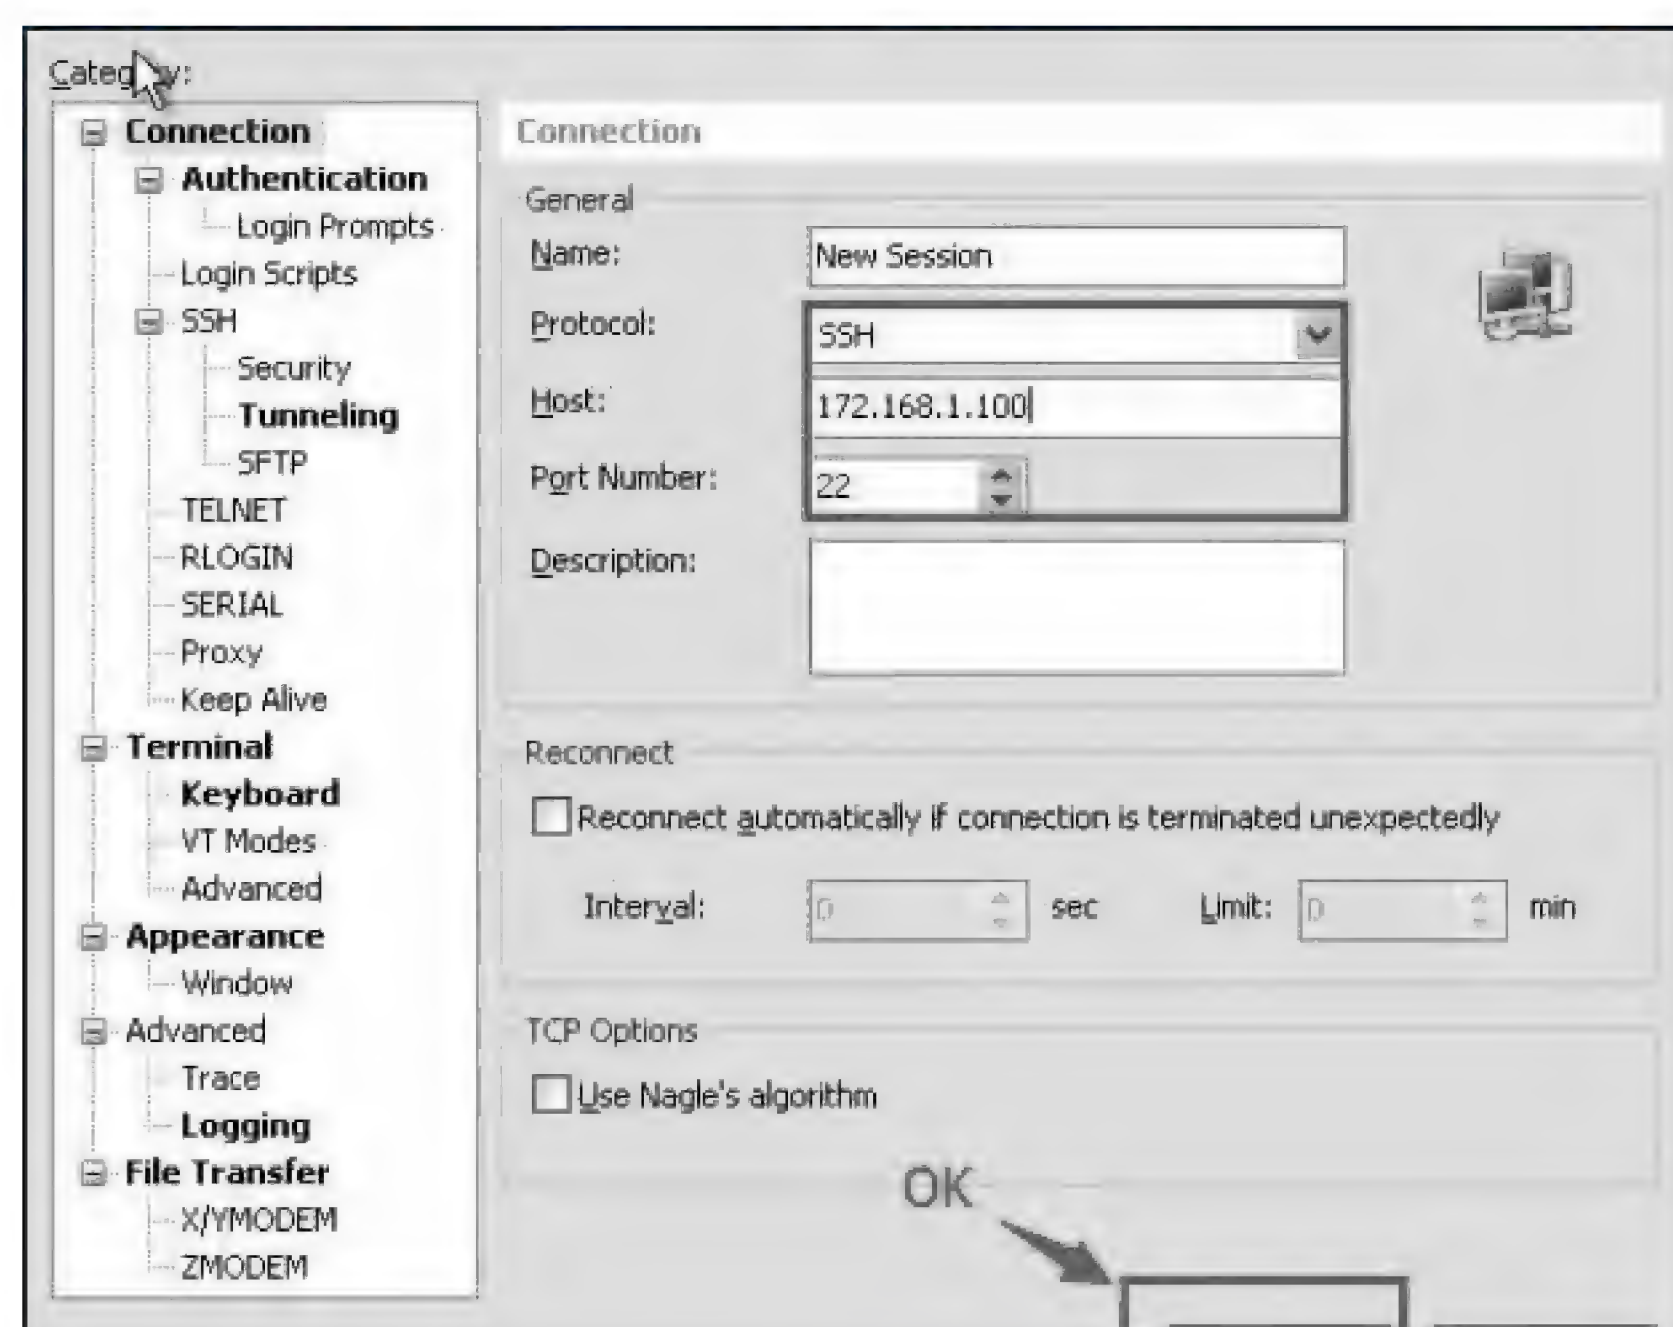 Category:
Connection
Authentication
Login Prompts
Login Scripts
SSH
Security
Tunneling
SFTP
TELNET
RLOGIN
SERIAL
Proxy
Keep Alive
Terminal
Keyboard
VT Modes
Advanced
Appearance
Window
Advanced
Trace
Logging
File Transfer
X/YMODEM
ZMODEM
Connection
General
Name: New Session
Protocol: SSH
Host: 172.168.1.100
Port Number: 22
Description:
Reconnect
Reconnect automatically if connection is terminated unexpectedly
Interval: 0 sec Limit: 0 min
TCP Options
Use Nagle's algorithm
OK